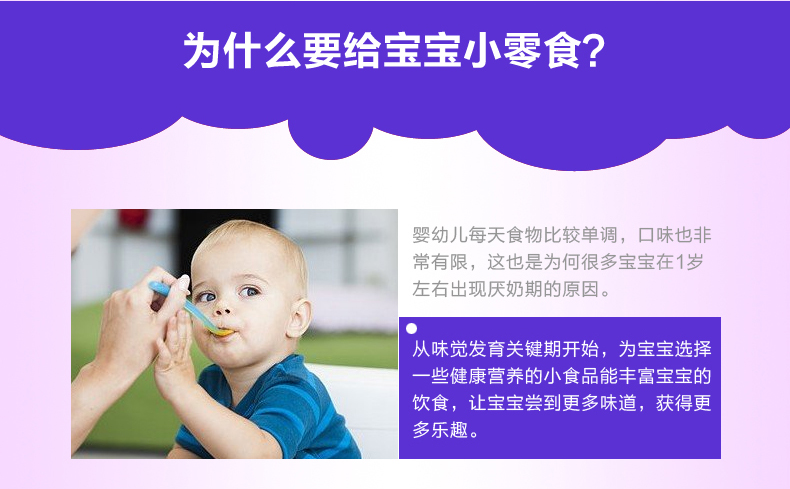 为什么要给宝宝小零食?
婴幼儿每天食物比较单调，口味也非
常有限，这也是为何很多宝宝在1岁
左右出现厌奶期的原因。
从味觉发育关键期开始，为宝宝选择
一些健康营养的小食品能丰富宝宝的
饮食，让宝宝尝到更多味道，获得更
多乐趣。